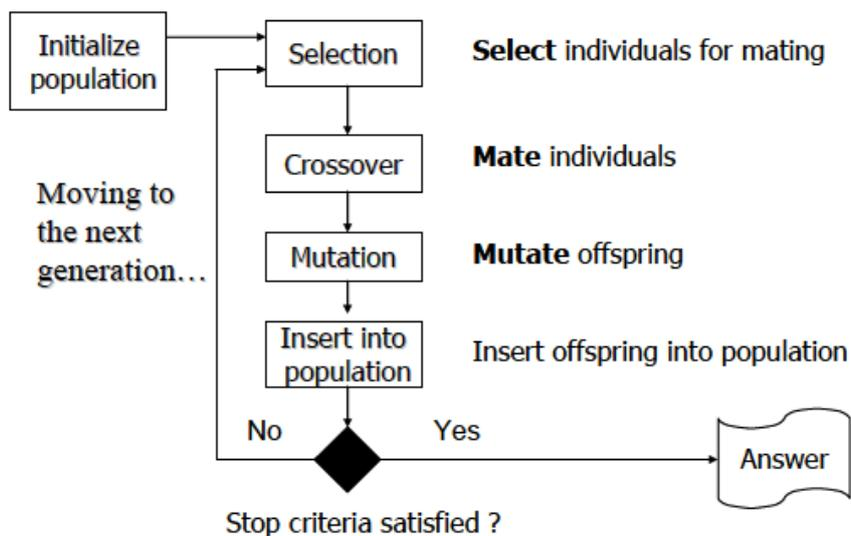 Initialize
population
Selection
Select individuals for mating
Crossover
Mate individuals
Moving to
the next
generation…
Mutation
Mutate offspring
Insert into
population
Insert offspring into population
No
Yes
Answer
Stop criteria satisfied ?